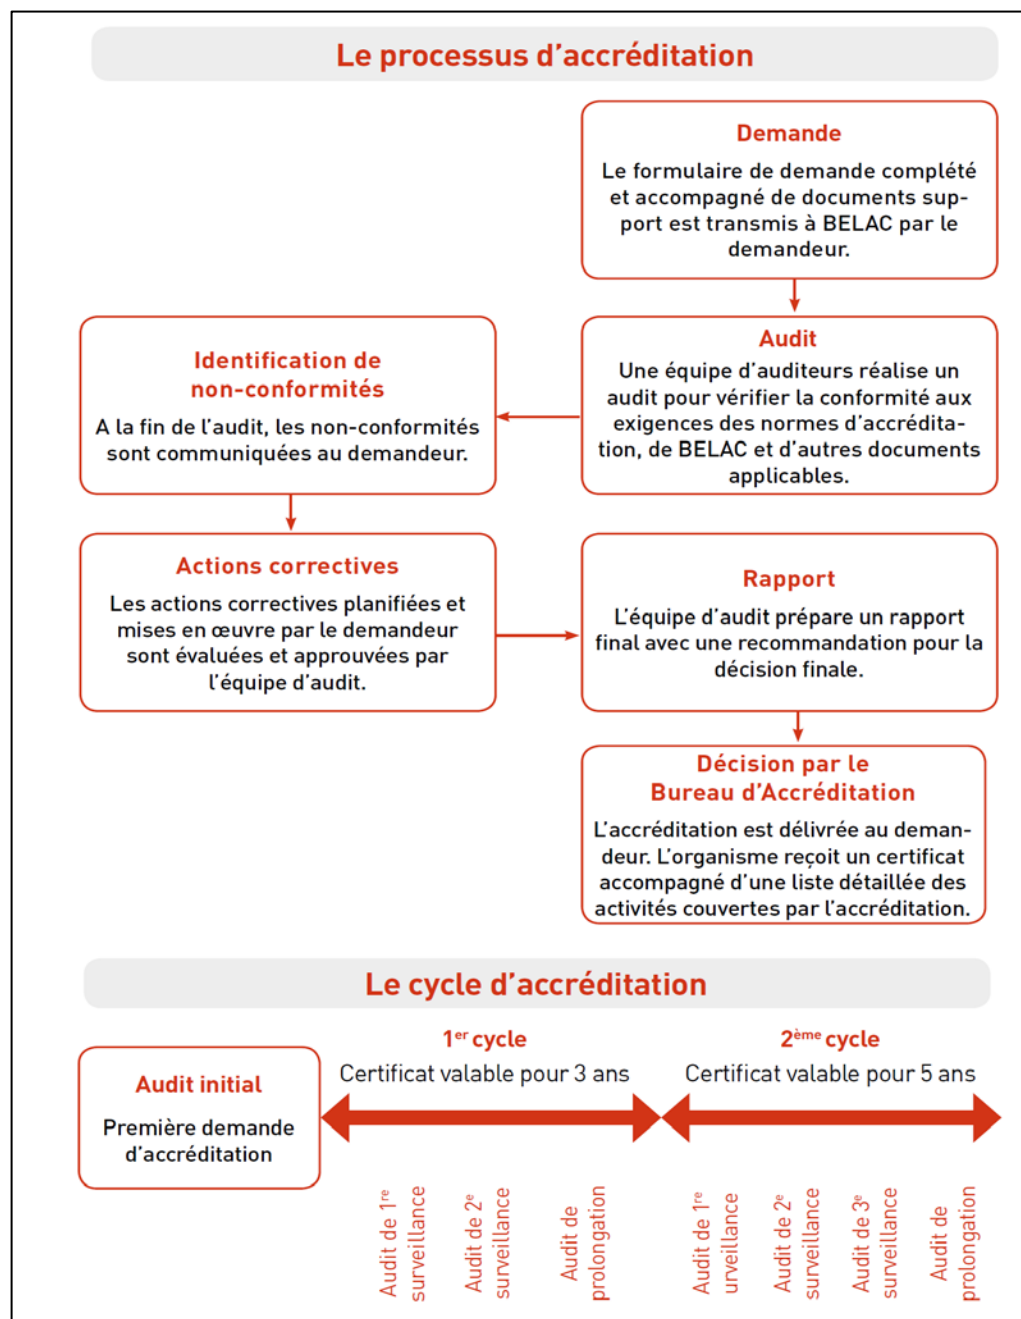 Le processus d'accréditation
Demande
Le formulaire de demande complété
et accompagné de documents sup-
port est transmis à BELAC par le
demandeur.
Audit
Une équipe d'auditeurs réalise un
audit pour vérifier la conformité aux
exigences des normes d'accrédita-
tion, de BELAC et d'autres documents
applicables.
Identification de
non-conformités
A la fin de l'audit, les non-conformités
sont communiquées au demandeur.
Actions correctives
Les actions correctives planifiées et
mises en œuvre par le demandeur
sont évaluées et approuvées par
l'équipe d'audit.
Rapport
L'équipe d'audit prépare un rapport
final avec une recommandation pour la
décision finale.
Décision par le
Bureau d'Accréditation
L'accréditation est délivrée au deman-
deur. L'organisme reçoit un certificat
accompagné d'une liste détaillée des
activités couvertes par l'accréditation.
Le cycle d'accréditation
Audit initial
Première demande
d'accréditation
1er cycle
Certificat valable pour 3 ans
2ème cycle
Certificat valable pour 5 ans
Audit de 1re
surveillance
Audit de 2e
surveillance
Audit de
prolongation
Audit de 1re
urveillance
Audit de 2e
surveillance
Audit de 3e
surveillance
Audit de
prolongation